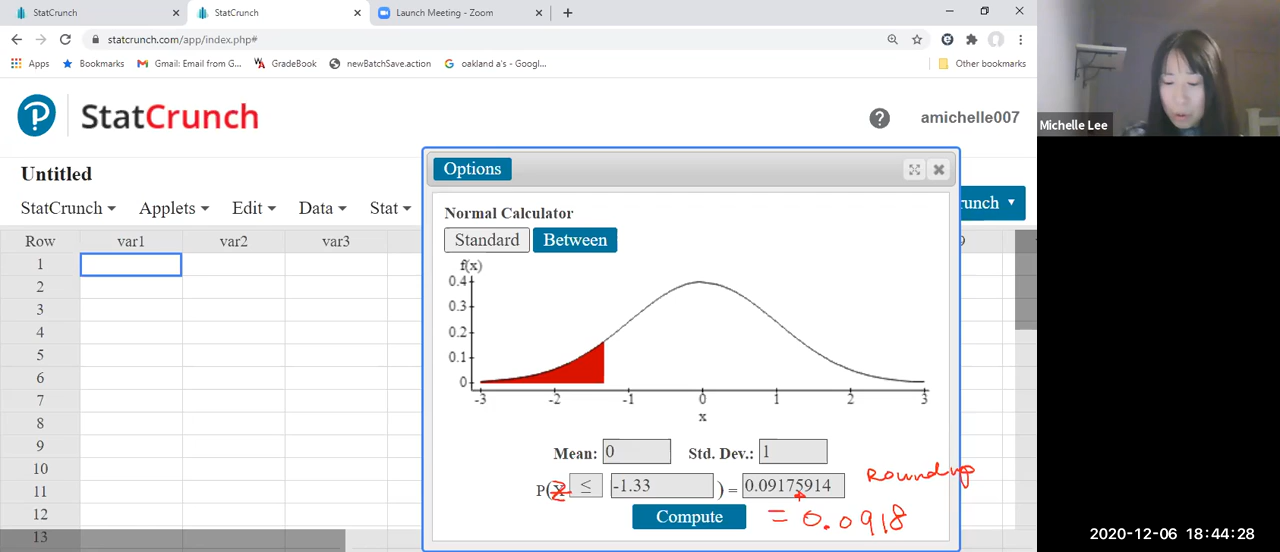 StatCrunch
StatCrunch
Launch Meeting - Zoom
statcrunch.com/app/index.php#
Apps
Bookmarks
Gmail: Email from G...
GradeBook
newBatchSave.action
oakland a's - Googl...
Other bookmarks
StatCrunch
amichelle007
Michelle Lee
Untitled
StatCrunch
Applets
Edit
Data
Stat
Options
crunch
Row var1 var2 var3
1
2
3
4
5
6
7
8
9
10
11
12
13
Normal Calculator
Standard Between
f(x)
0.4
0.3
0.2
0.1
0
-3 -2 -1 0 1 2 3
x
Mean: 0 Std. Dev.: 1
Round up
P(X ≤ -1.33 ) = 0.09175914
Z
Compute
= 0.0918
2020-12-06 18:44:28